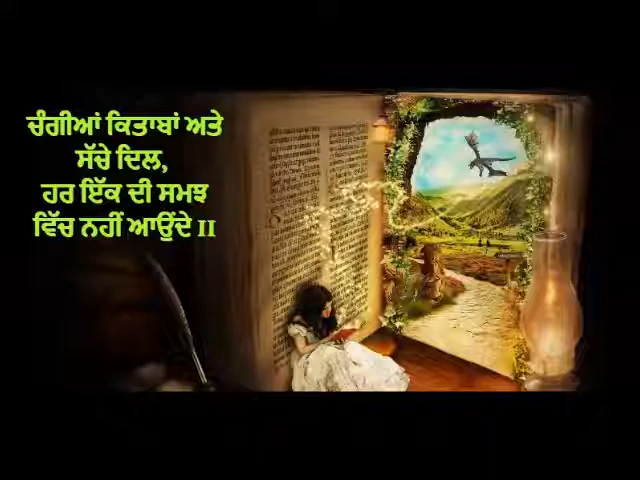 ਚੰਗੀਆਂ ਕਿਤਾਬਾਂ ਅਤੇ
ਸੱਚੇ ਦਿਲ,
ਹਰ ਇੱਕ ਦੀ ਸਮਝ
ਵਿੱਚ ਨਹੀਂ ਆਉਂਦੇ II